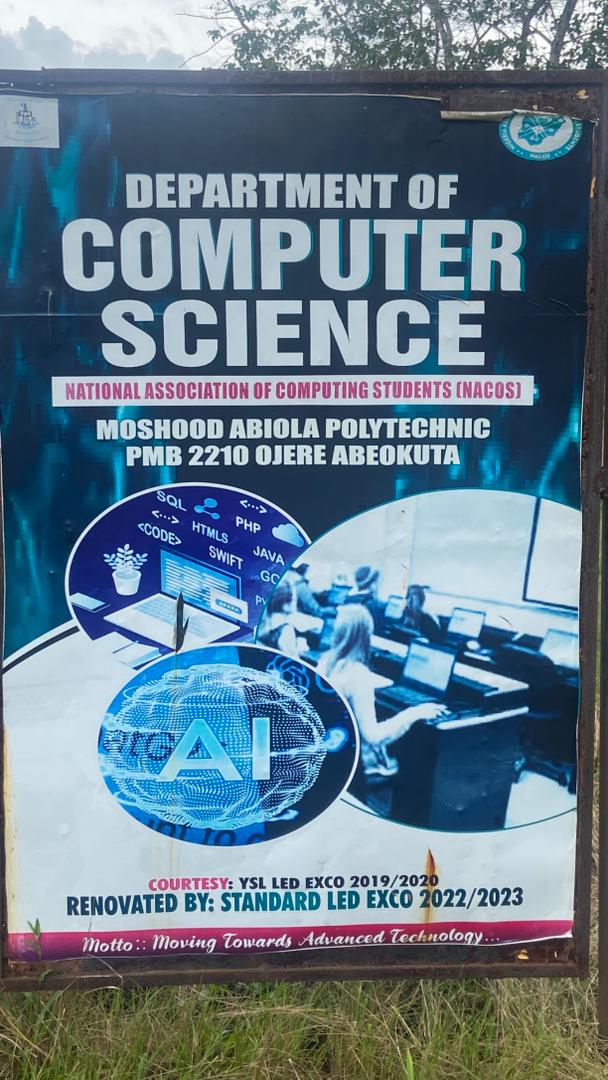 NACOS
DEPARTMENT OF
COMPUTER
SCIENCE
NATIONAL ASSOCIATION OF COMPUTING STUDENTS (NACOS)
MOSHOOD ABIOLA POLYTECHNIC
PMB 2210 OJERE ABEOKUTA
SQL
<...>
<...>
PHP
HTMLS
<CODE>
SWIFT
JAVA
GO
AI
COURTESY: YSL LED EXCO 2019/2020
RENOVATED BY: STANDARD LED EXCO 2022/2023
Motto:: Moving Towards Advanced Technology...